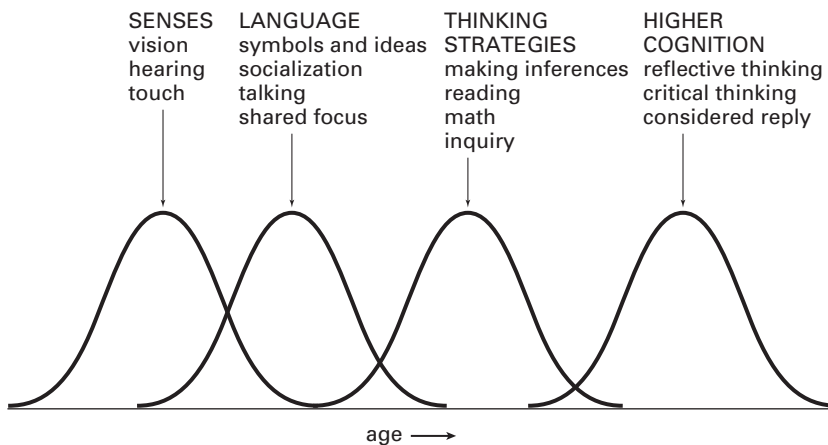 SENSES
vision
hearing
touch
LANGUAGE
symbols and ideas
socialization
talking
shared focus
THINKING
STRATEGIES
making inferences
reading
math
inquiry
HIGHER
COGNITION
reflective thinking
critical thinking
considered reply
age